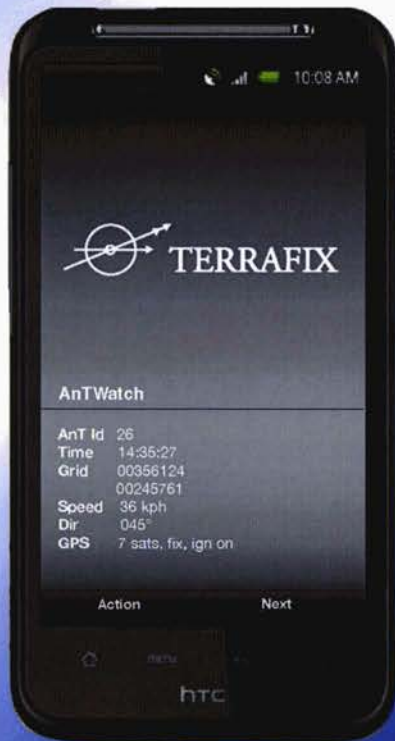 10:08 AM
TERRAFIX
AnTWatch
AnT Id 26
Time 14:35:27
Grid 00356124
00245761
Speed 36 kph
Dir 045°
GPS 7 sats, fix, ign on
Action Next
menu
hTC